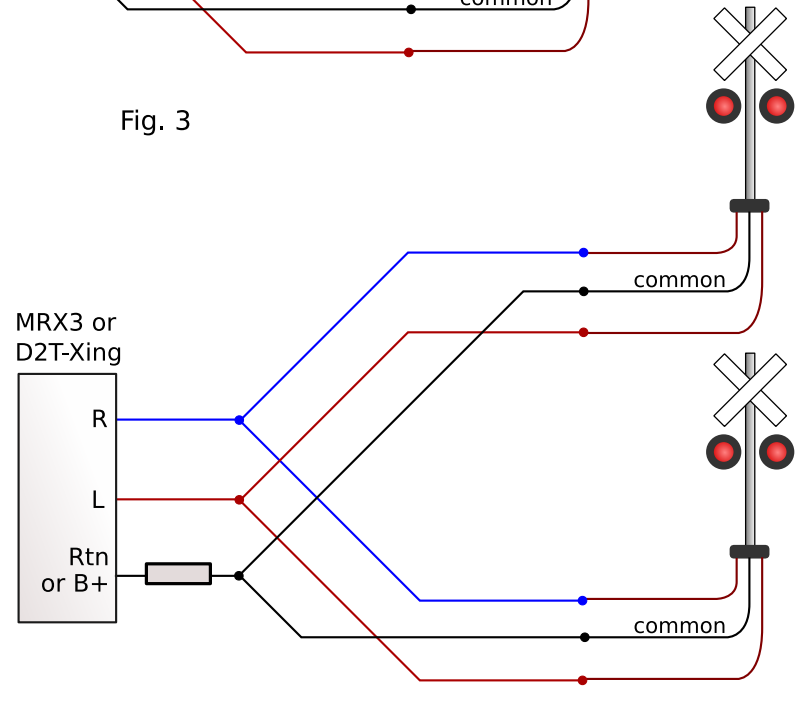 common
Fig. 3
common
MRX3 or
D2T-Xing
R
L
Rtn
or B+
common